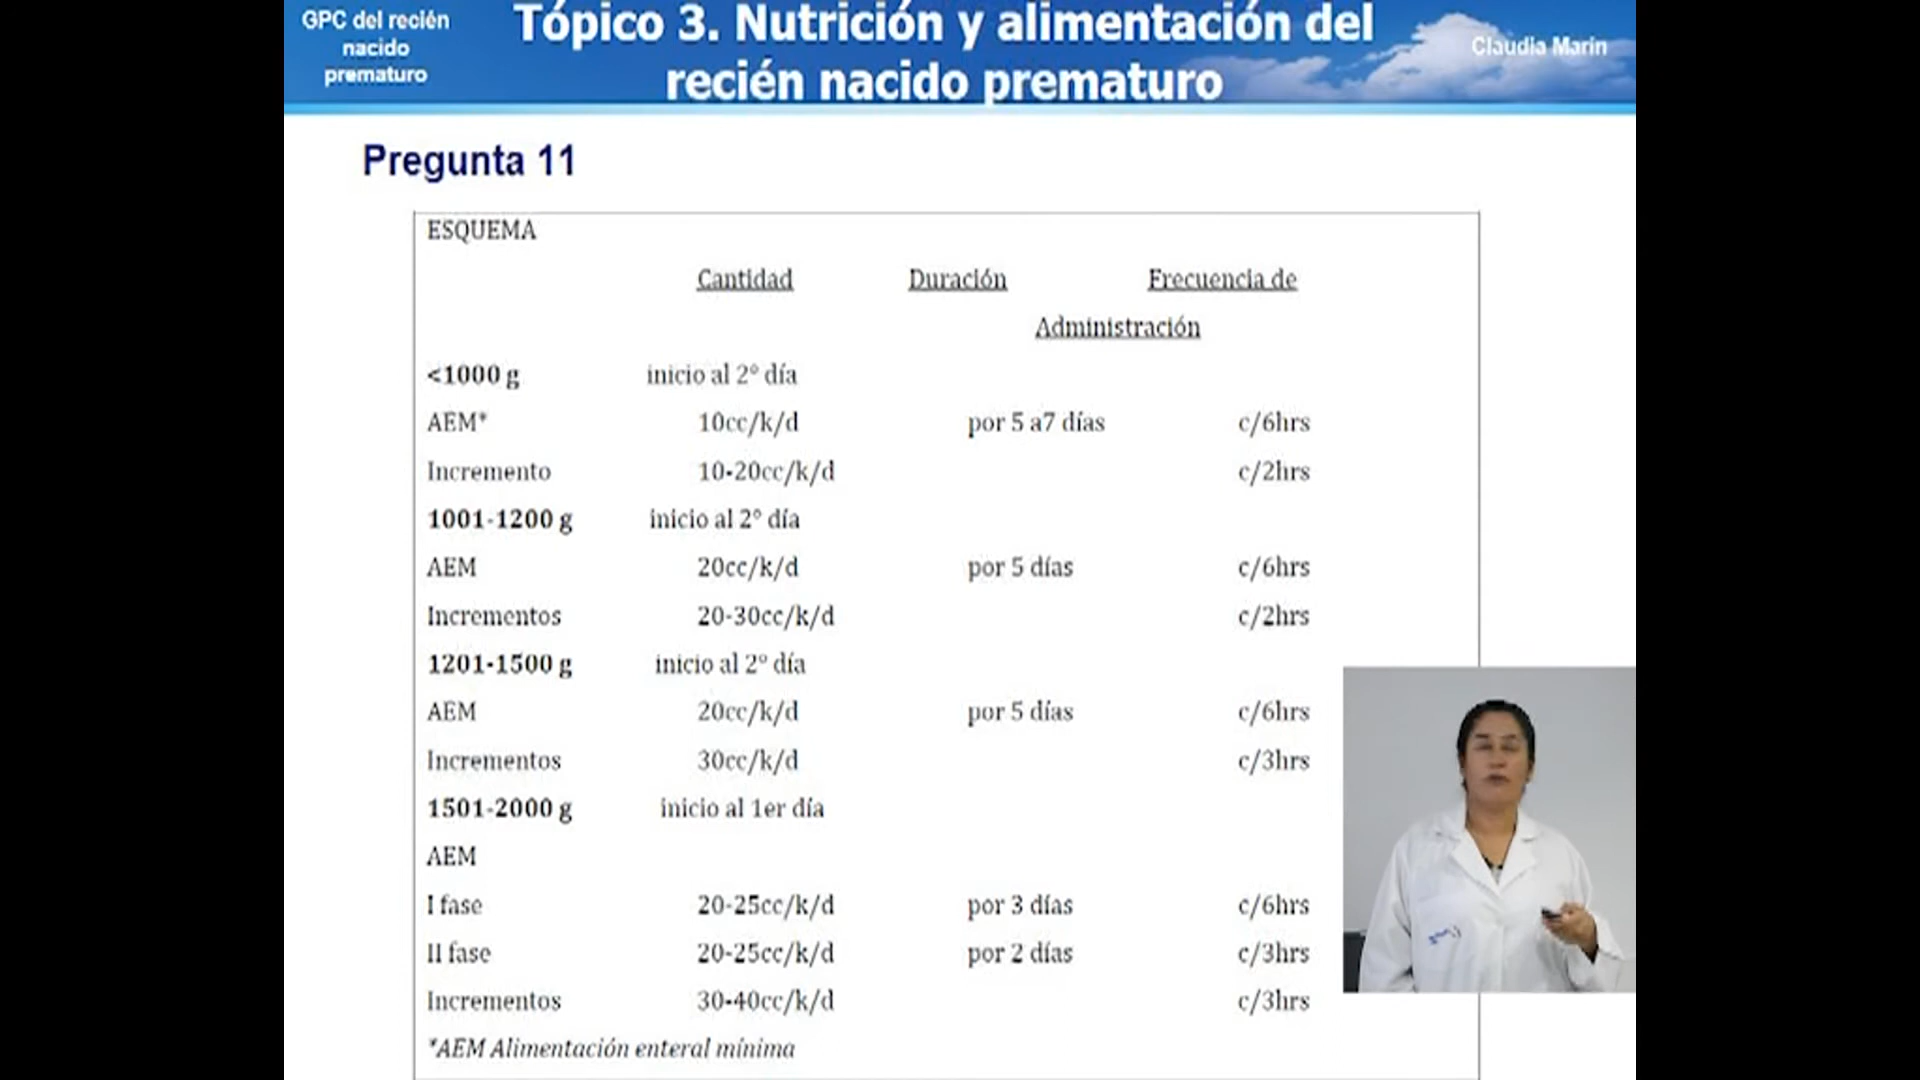 GPC del recién
nacido
prematuro
Tópico 3. Nutrición y alimentación del
recién nacido prematuro
Claudia Marin
Pregunta 11
ESQUEMA
Cantidad Duración Frecuencia de
Administración
<1000 g inicio al 2° día
AEM* 10cc/k/d por 5 a7 días c/6hrs
Incremento 10-20cc/k/d c/2hrs
1001-1200 g inicio al 2° día
AEM 20cc/k/d por 5 días c/6hrs
Incrementos 20-30cc/k/d c/2hrs
1201-1500 g inicio al 2° día
AEM 20cc/k/d por 5 días c/6hrs
Incrementos 30cc/k/d c/3hrs
1501-2000 g inicio al 1er día
AEM
I fase 20-25cc/k/d por 3 días c/6hrs
II fase 20-25cc/k/d por 2 días c/3hrs
Incrementos 30-40cc/k/d c/3hrs
*AEM Alimentación enteral mínima